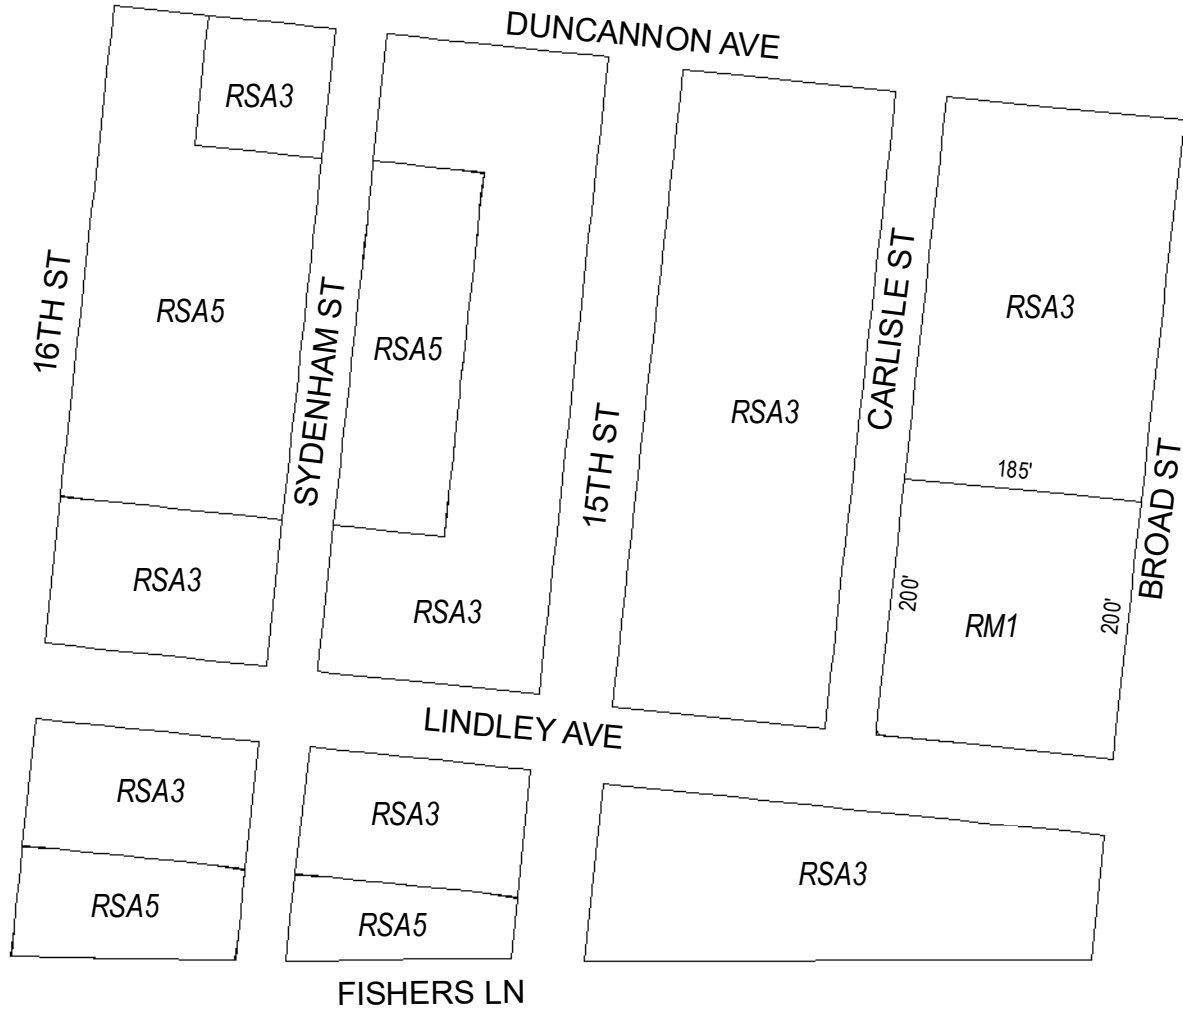 DUNCANNON AVE
RSA3
16TH ST
RSA5
SYDENHAM ST
RSA5
15TH ST
RSA3
CARLISLE ST
RSA3
BROAD ST
185'
200'
200'
RM1
RSA3
RSA3
LINDLEY AVE
RSA3
RSA3
RSA3
RSA5
RSA5
FISHERS LN